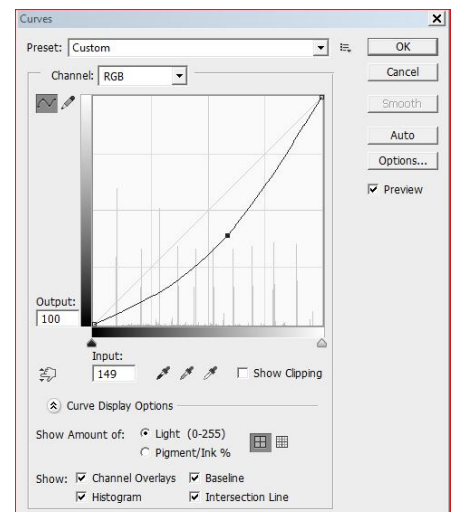 Curves
Preset: Custom
OK
Channel: RGB
Cancel
Smooth
Auto
Options...
Preview
Output:
100
Input:
149
Show Clipping
Curve Display Options
Show Amount of: Light (0-255)
Pigment/Ink %
Show: Channel Overlays Baseline
Histogram Intersection Line